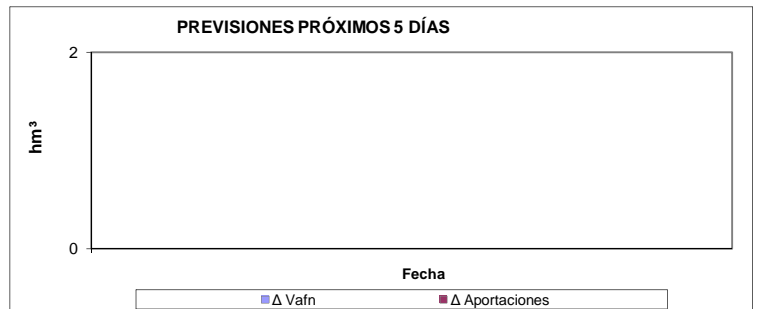 PREVISIONES PRÓXIMOS 5 DÍAS
2
hm³
0
Fecha
Δ Vafn Δ Aportaciones